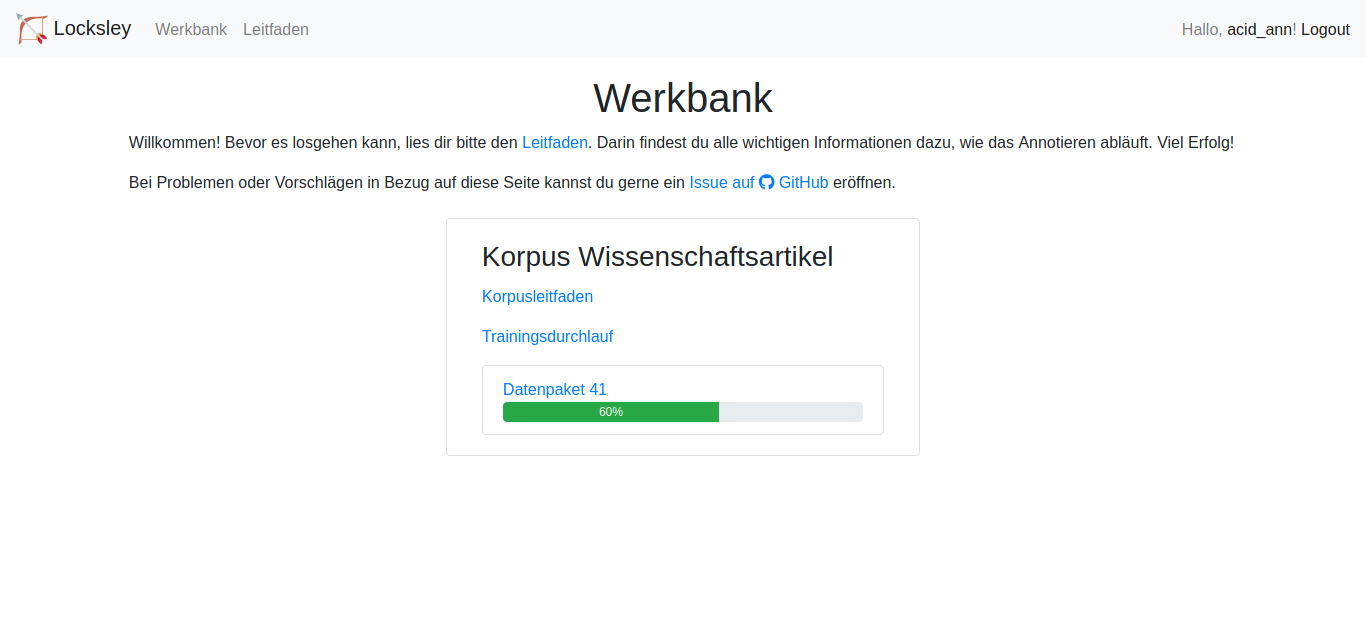 Locksley Werkbank Leitfaden Hallo, acid_ann! Logout
Werkbank
Willkommen! Bevor es losgehen kann, lies dir bitte den Leitfaden. Darin findest du alle wichtigen Informationen dazu, wie das Annotieren abläuft. Viel Erfolg!
Bei Problemen oder Vorschlägen in Bezug auf diese Seite kannst du gerne ein Issue auf GitHub eröffnen.
Korpus Wissenschaftsartikel
Korpusleitfaden
Trainingsdurchlauf
Datenpaket 41
60%